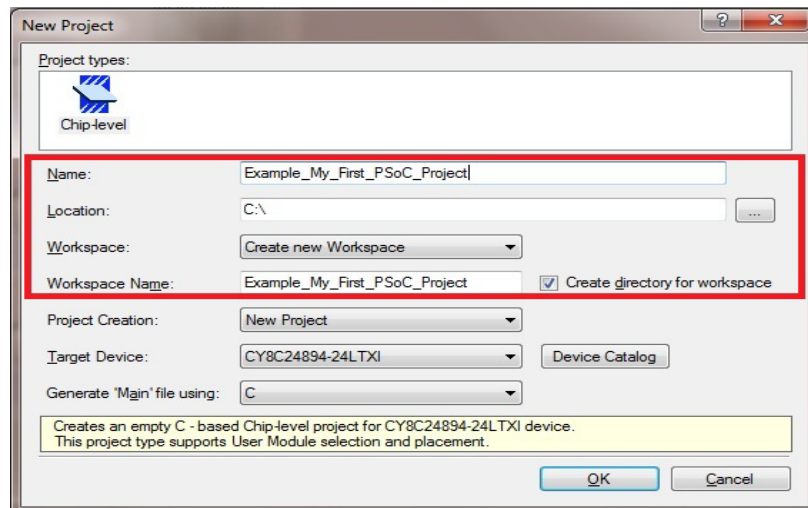 New Project
Project types:
Chip-level
Name: Example_My_First_PSoC_Project
Location: C:\ ...
Workspace: Create new Workspace
Workspace Name: Example_My_First_PSoC_Project Create directory for workspace
Project Creation: New Project
Target Device: CY8C24894-24LTXI Device Catalog
Generate "Main" file using: C
Creates an empty C - based Chip-level project for CY8C24894-24LTXI device.
This project type supports User Module selection and placement.
OK Cancel